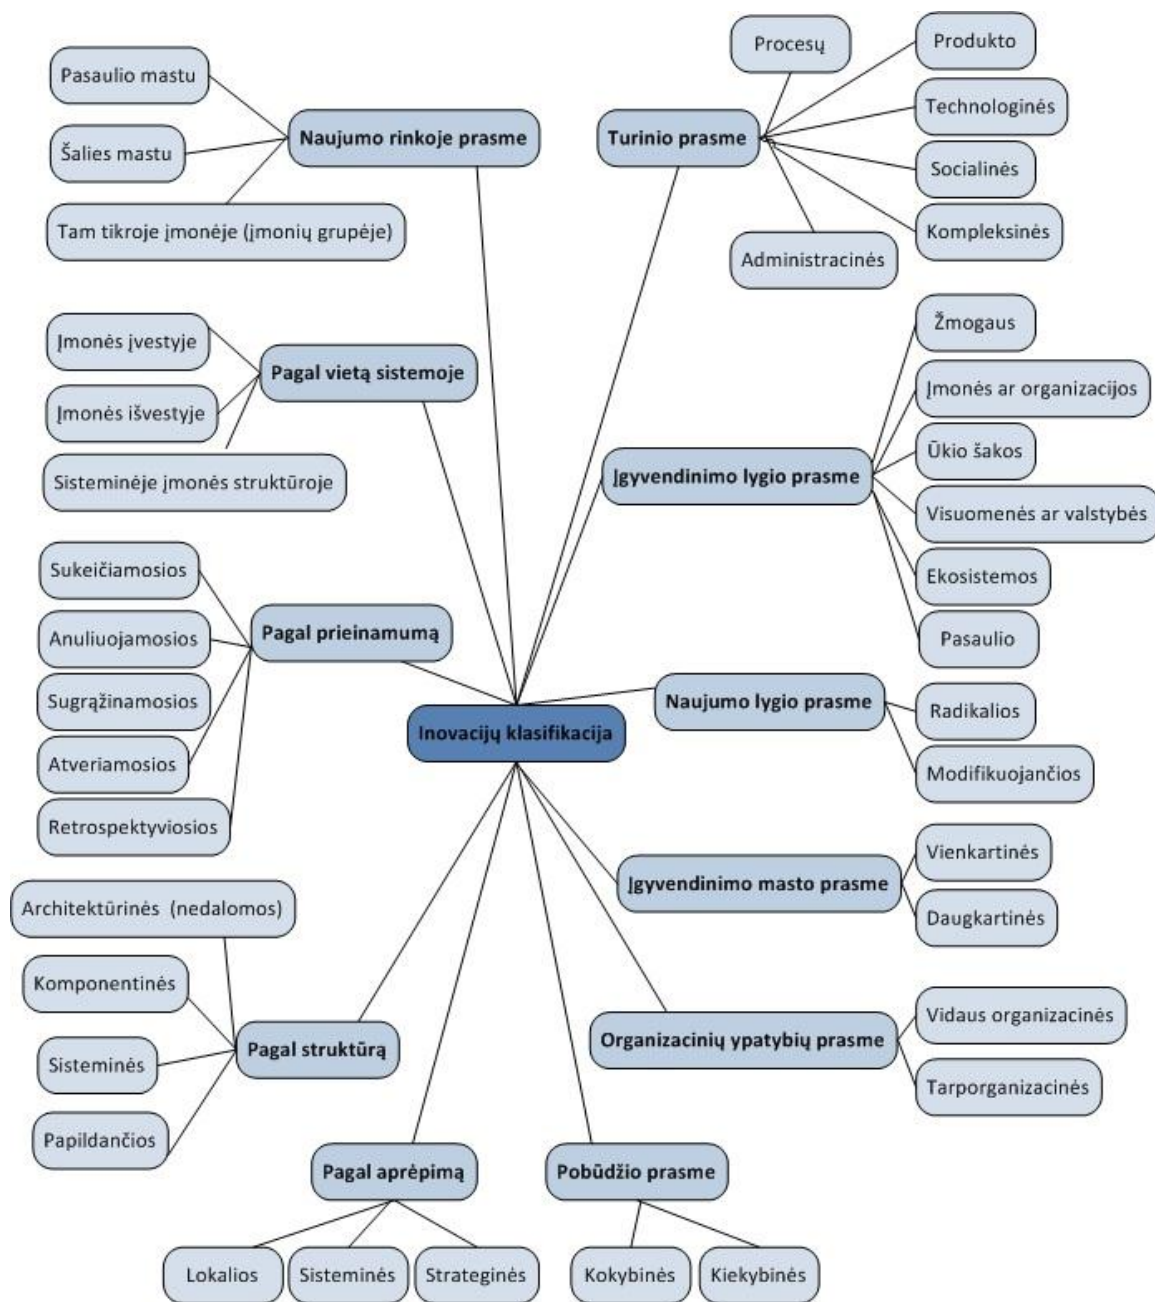 Procesų
Produkto
Pasaulio mastu
Technologinės
Naujumo rinkoje prasme
Turinio prasme
Šalies mastu
Socialinės
Tam tikroje įmonėje (įmonių grupėje)
Kompleksinės
Administracinės
Žmogaus
Įmonės įvestyje
Pagal vietą sistemoje
Įmonės ar organizacijos
Įmonės išvestyje
Ūkio šakos
Sisteminėje įmonės struktūroje
Įgyvendinimo lygio prasme
Visuomenės ar valstybės
Sukeičiamosios
Ekosistemos
Anuliuojamosios
Pagal prieinamumą
Pasaulio
Sugrąžinamosios
Naujumo lygio prasme
Radikalios
Inovacijų klasifikacija
Atveriamosios
Modifikuojančios
Retrospektyviosios
Vienkartinės
Įgyvendinimo masto prasme
Architektūrinės (nedalomos)
Daugkartinės
Komponentinės
Vidaus organizacinės
Pagal struktūrą
Organizacinių ypatybių prasme
Sisteminės
Tarporganizacinės
Papildančios
Pagal aprėpimą
Pobūdžio prasme
Lokalios
Sisteminės
Strateginės
Kokybinės
Kiekybinės